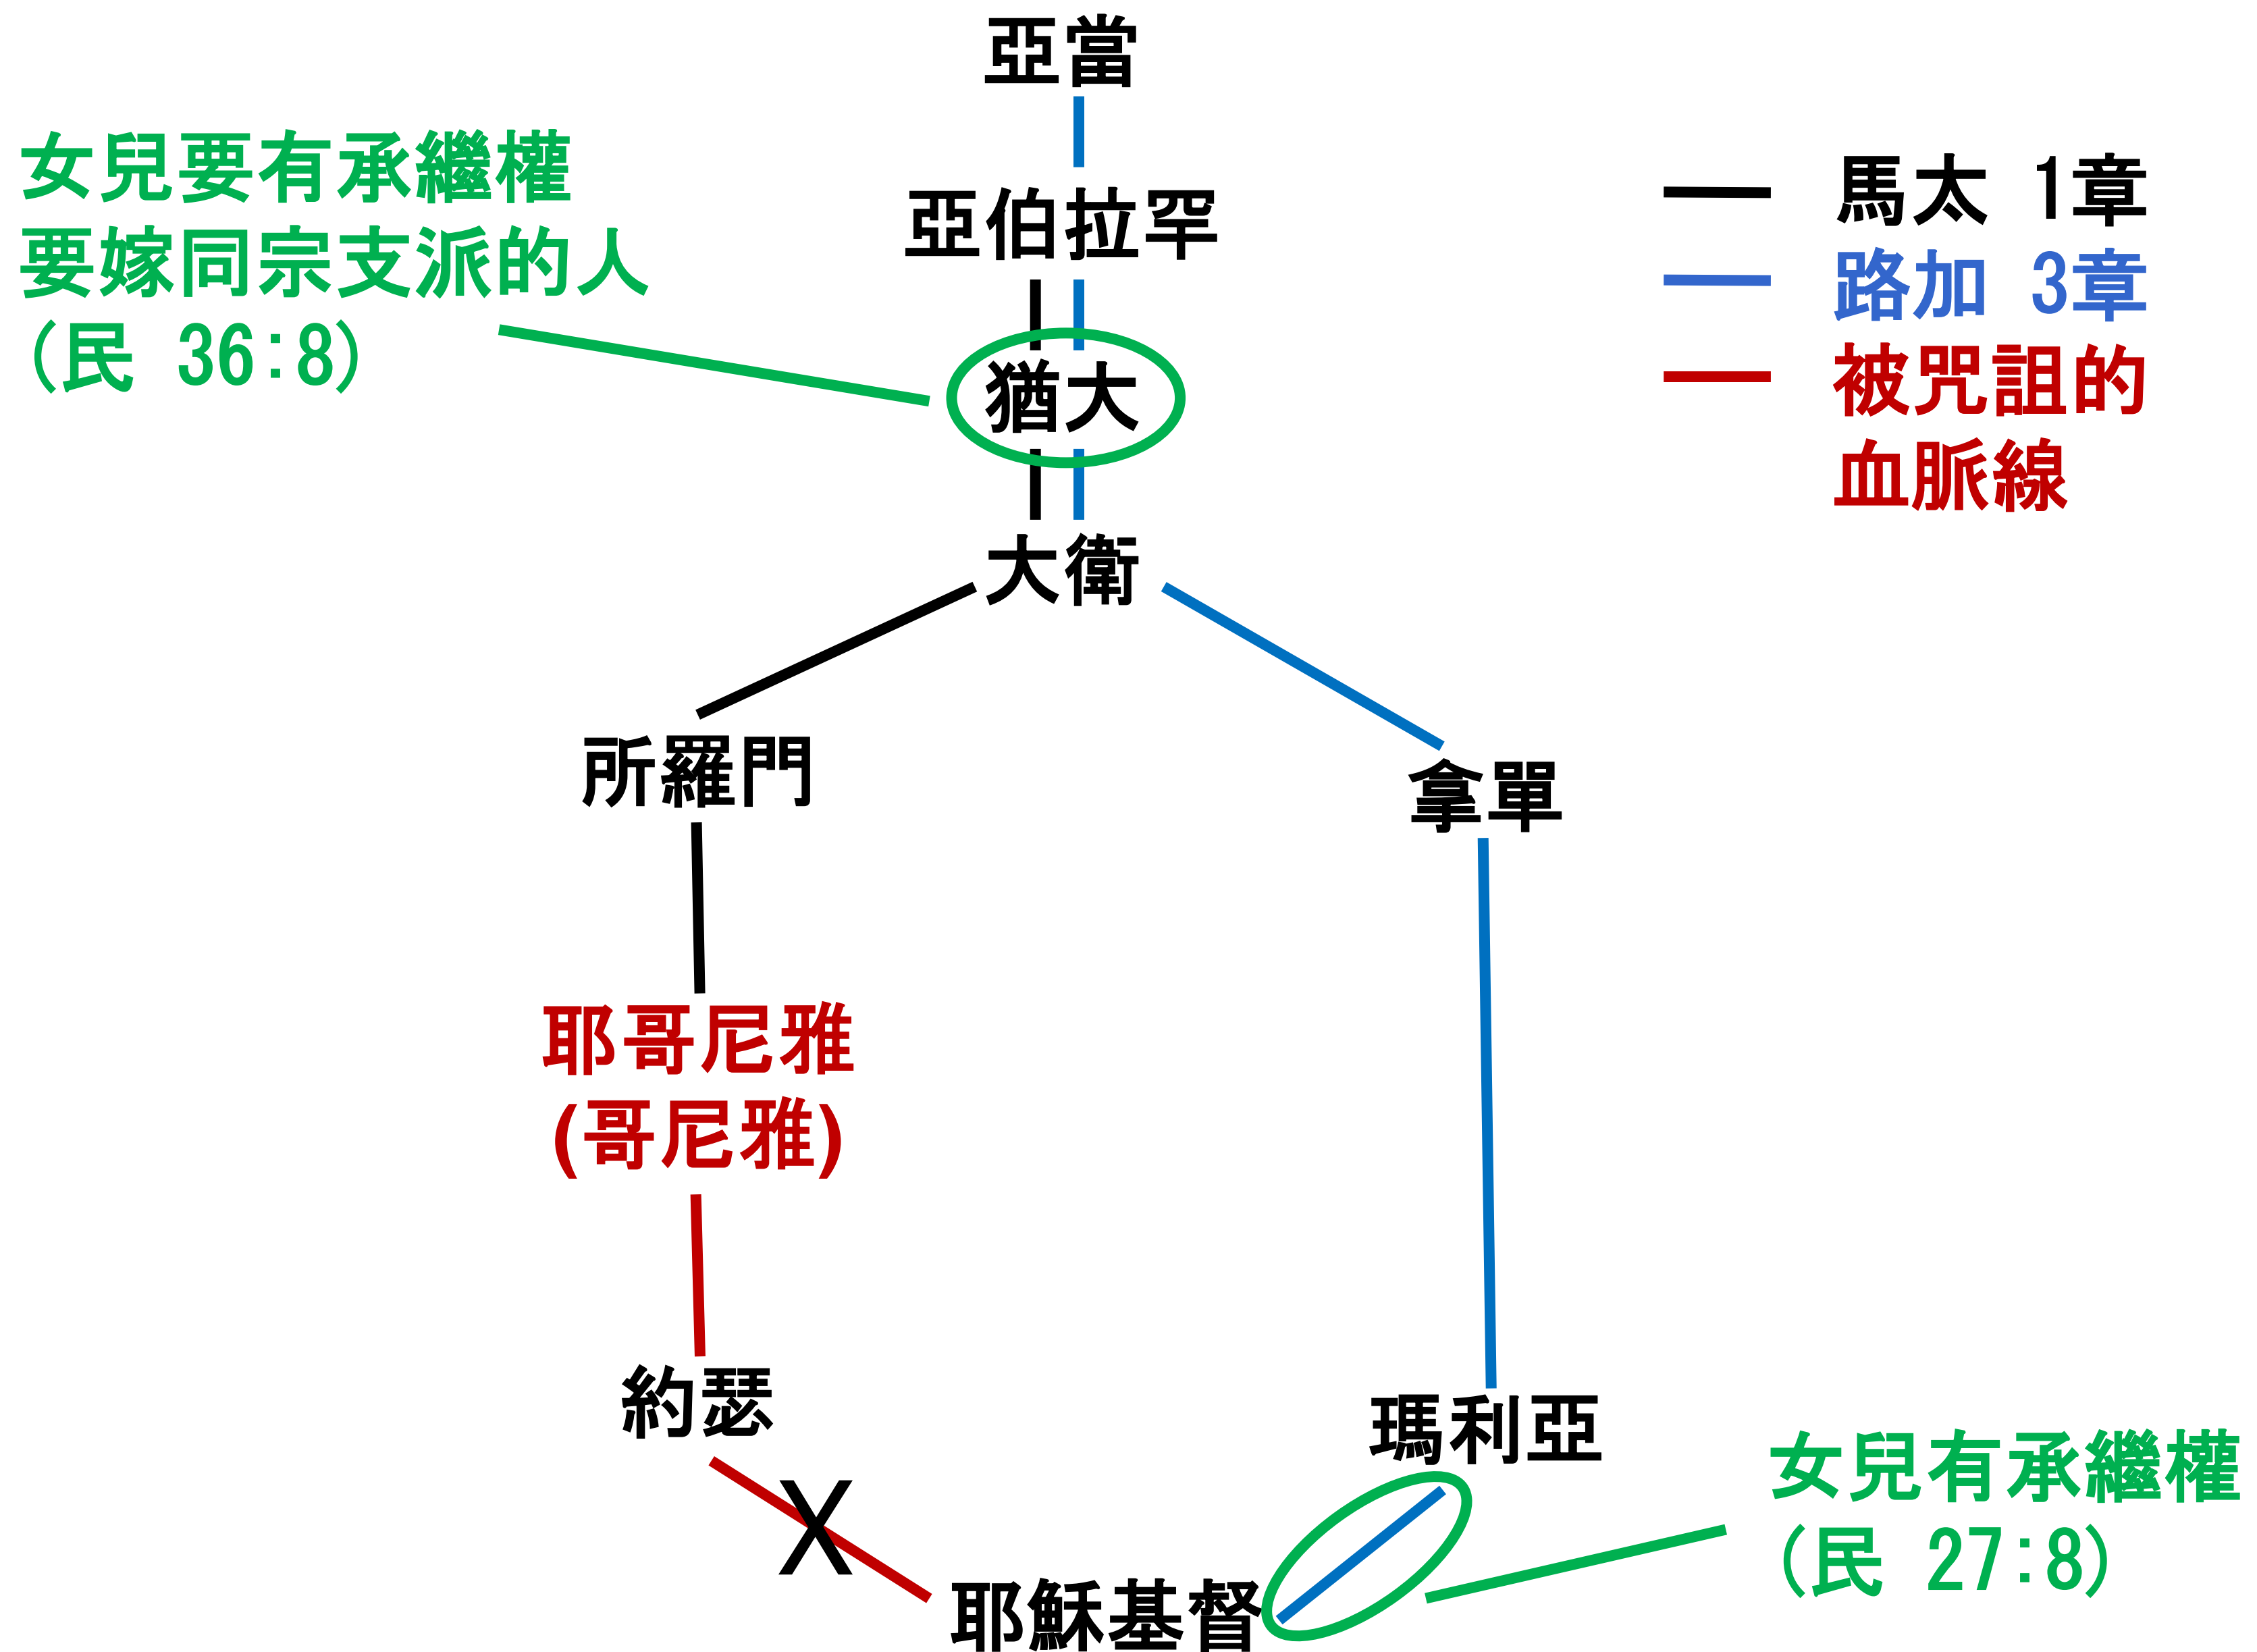 亞當
女兒要有承繼權
要嫁同宗支派的人
(民 36:8)
馬太 1章
路加 3章
被咒詛的
血脈線
亞伯拉罕
猶大
大衛
所羅門
拿單
耶哥尼雅
(哥尼雅)
約瑟
瑪利亞
X
女兒有承繼權
(民 27:8)
耶穌基督